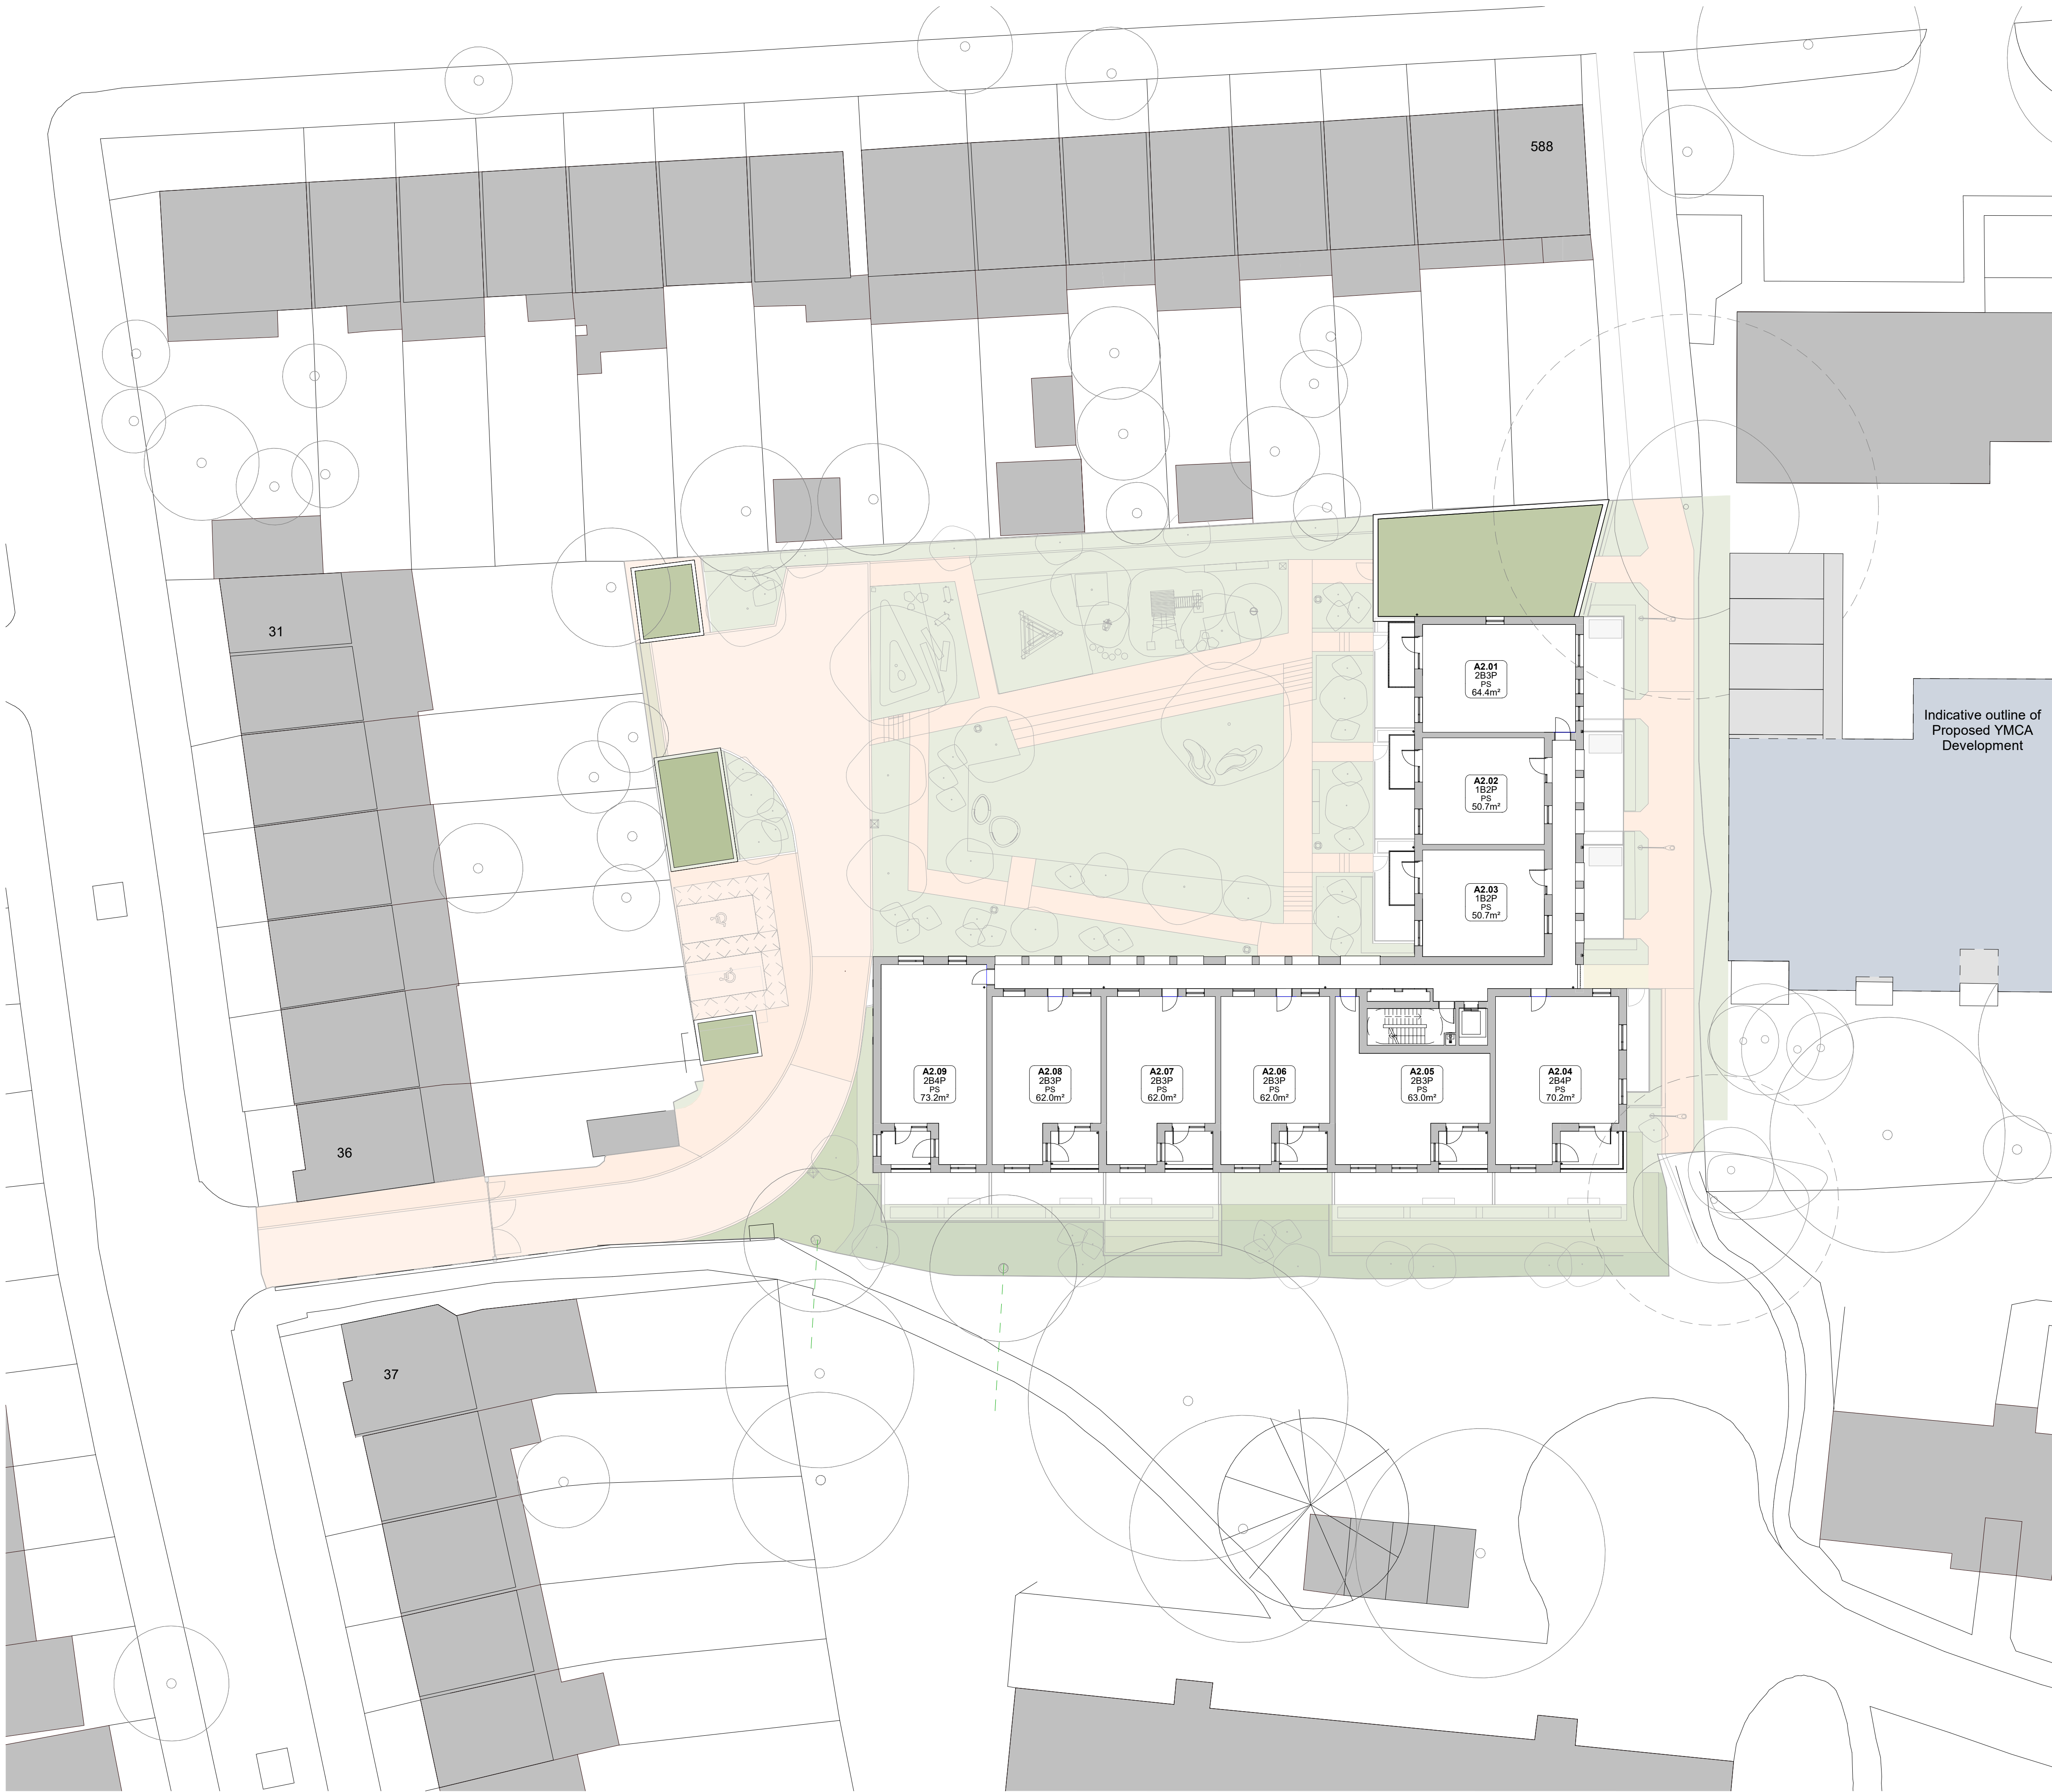 588
31
Indicative outline of
Proposed YMCA
Development
A2.01
2B3P
PS
64.4m²
A2.02
1B2P
PS
50.7m²
A2.03
1B2P
PS
50.7m²
A2.09
2B4P
PS
73.2m²
A2.08
2B3P
PS
62.0m²
A2.07
2B3P
PS
62.0m²
A2.06
2B3P
PS
62.0m²
A2.05
2B3P
PS
63.0m²
A2.04
2B4P
PS
70.2m²
36
37